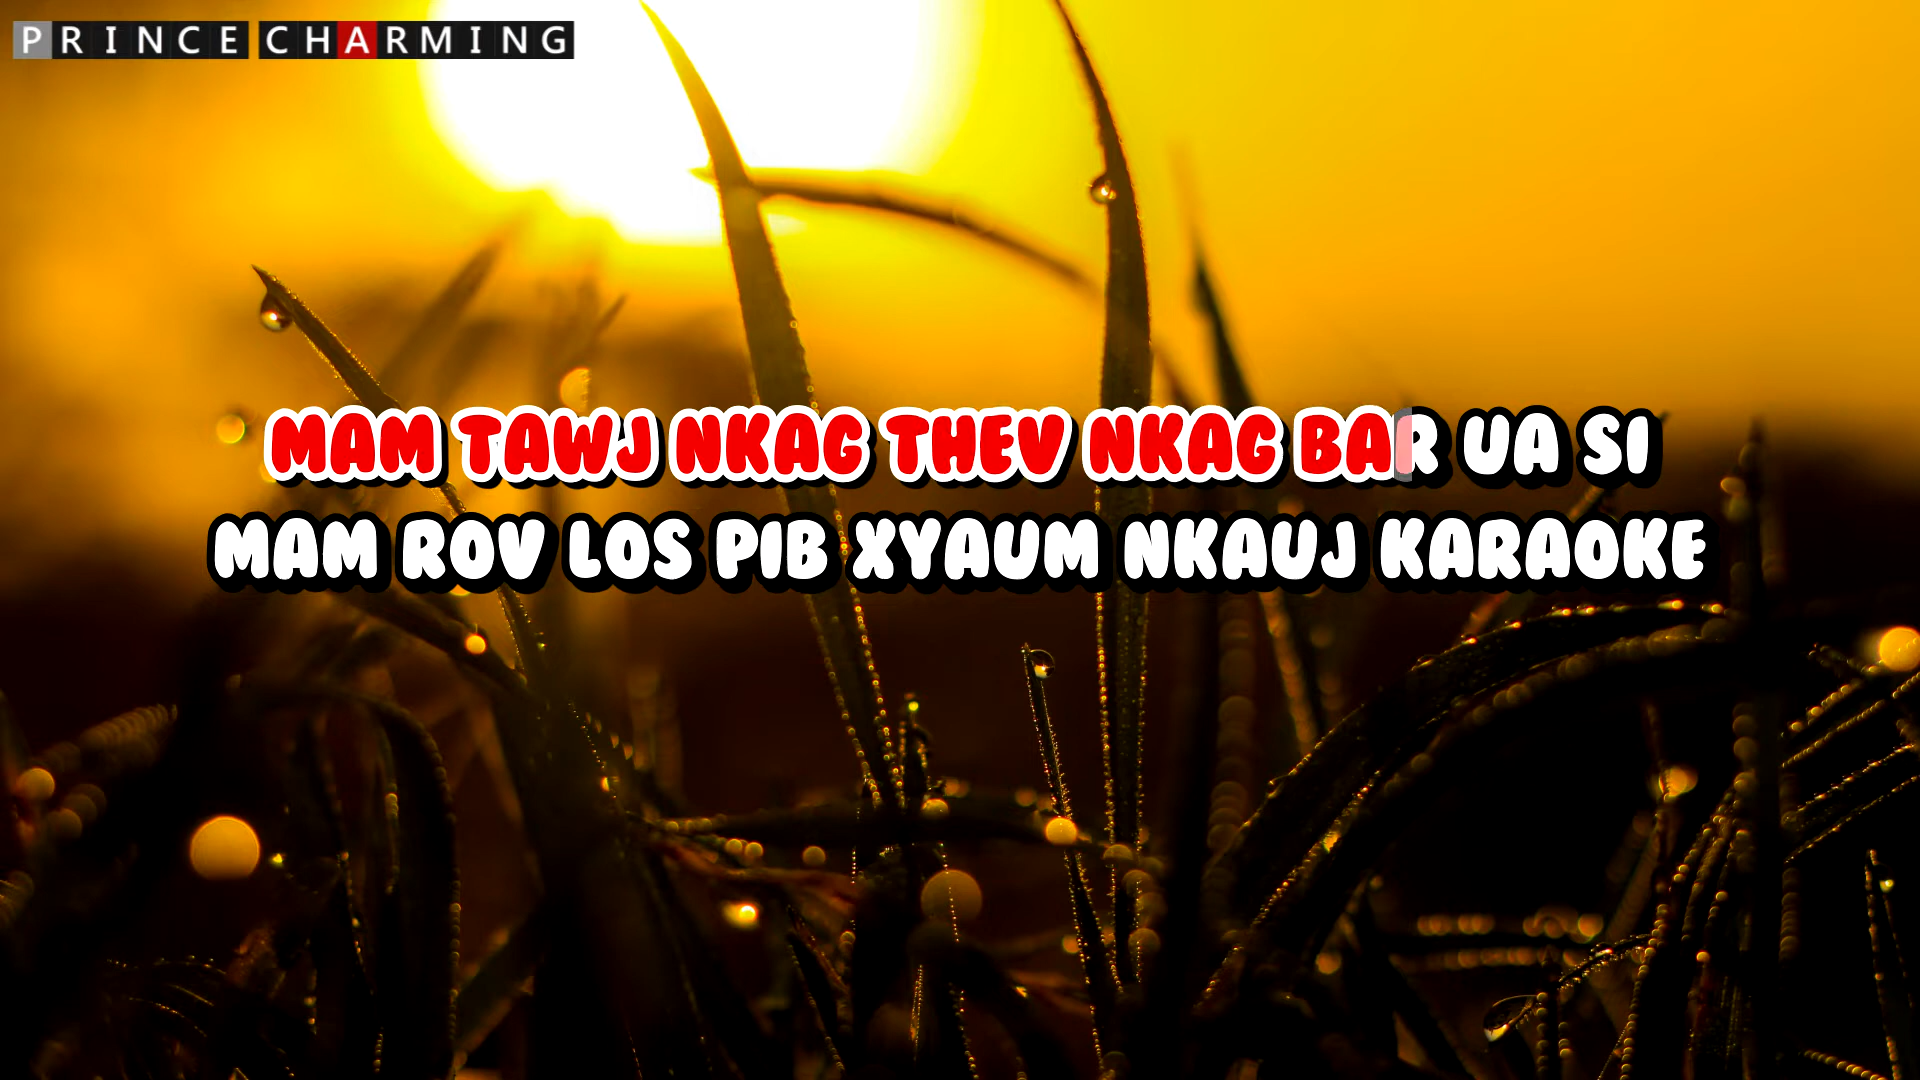 PRINCE CHARMING
MAM TAWJ NKAG THEV NKAG BAR UA SI
MAM ROV LOS PIB XYAUM NKAUJ KARAOKE